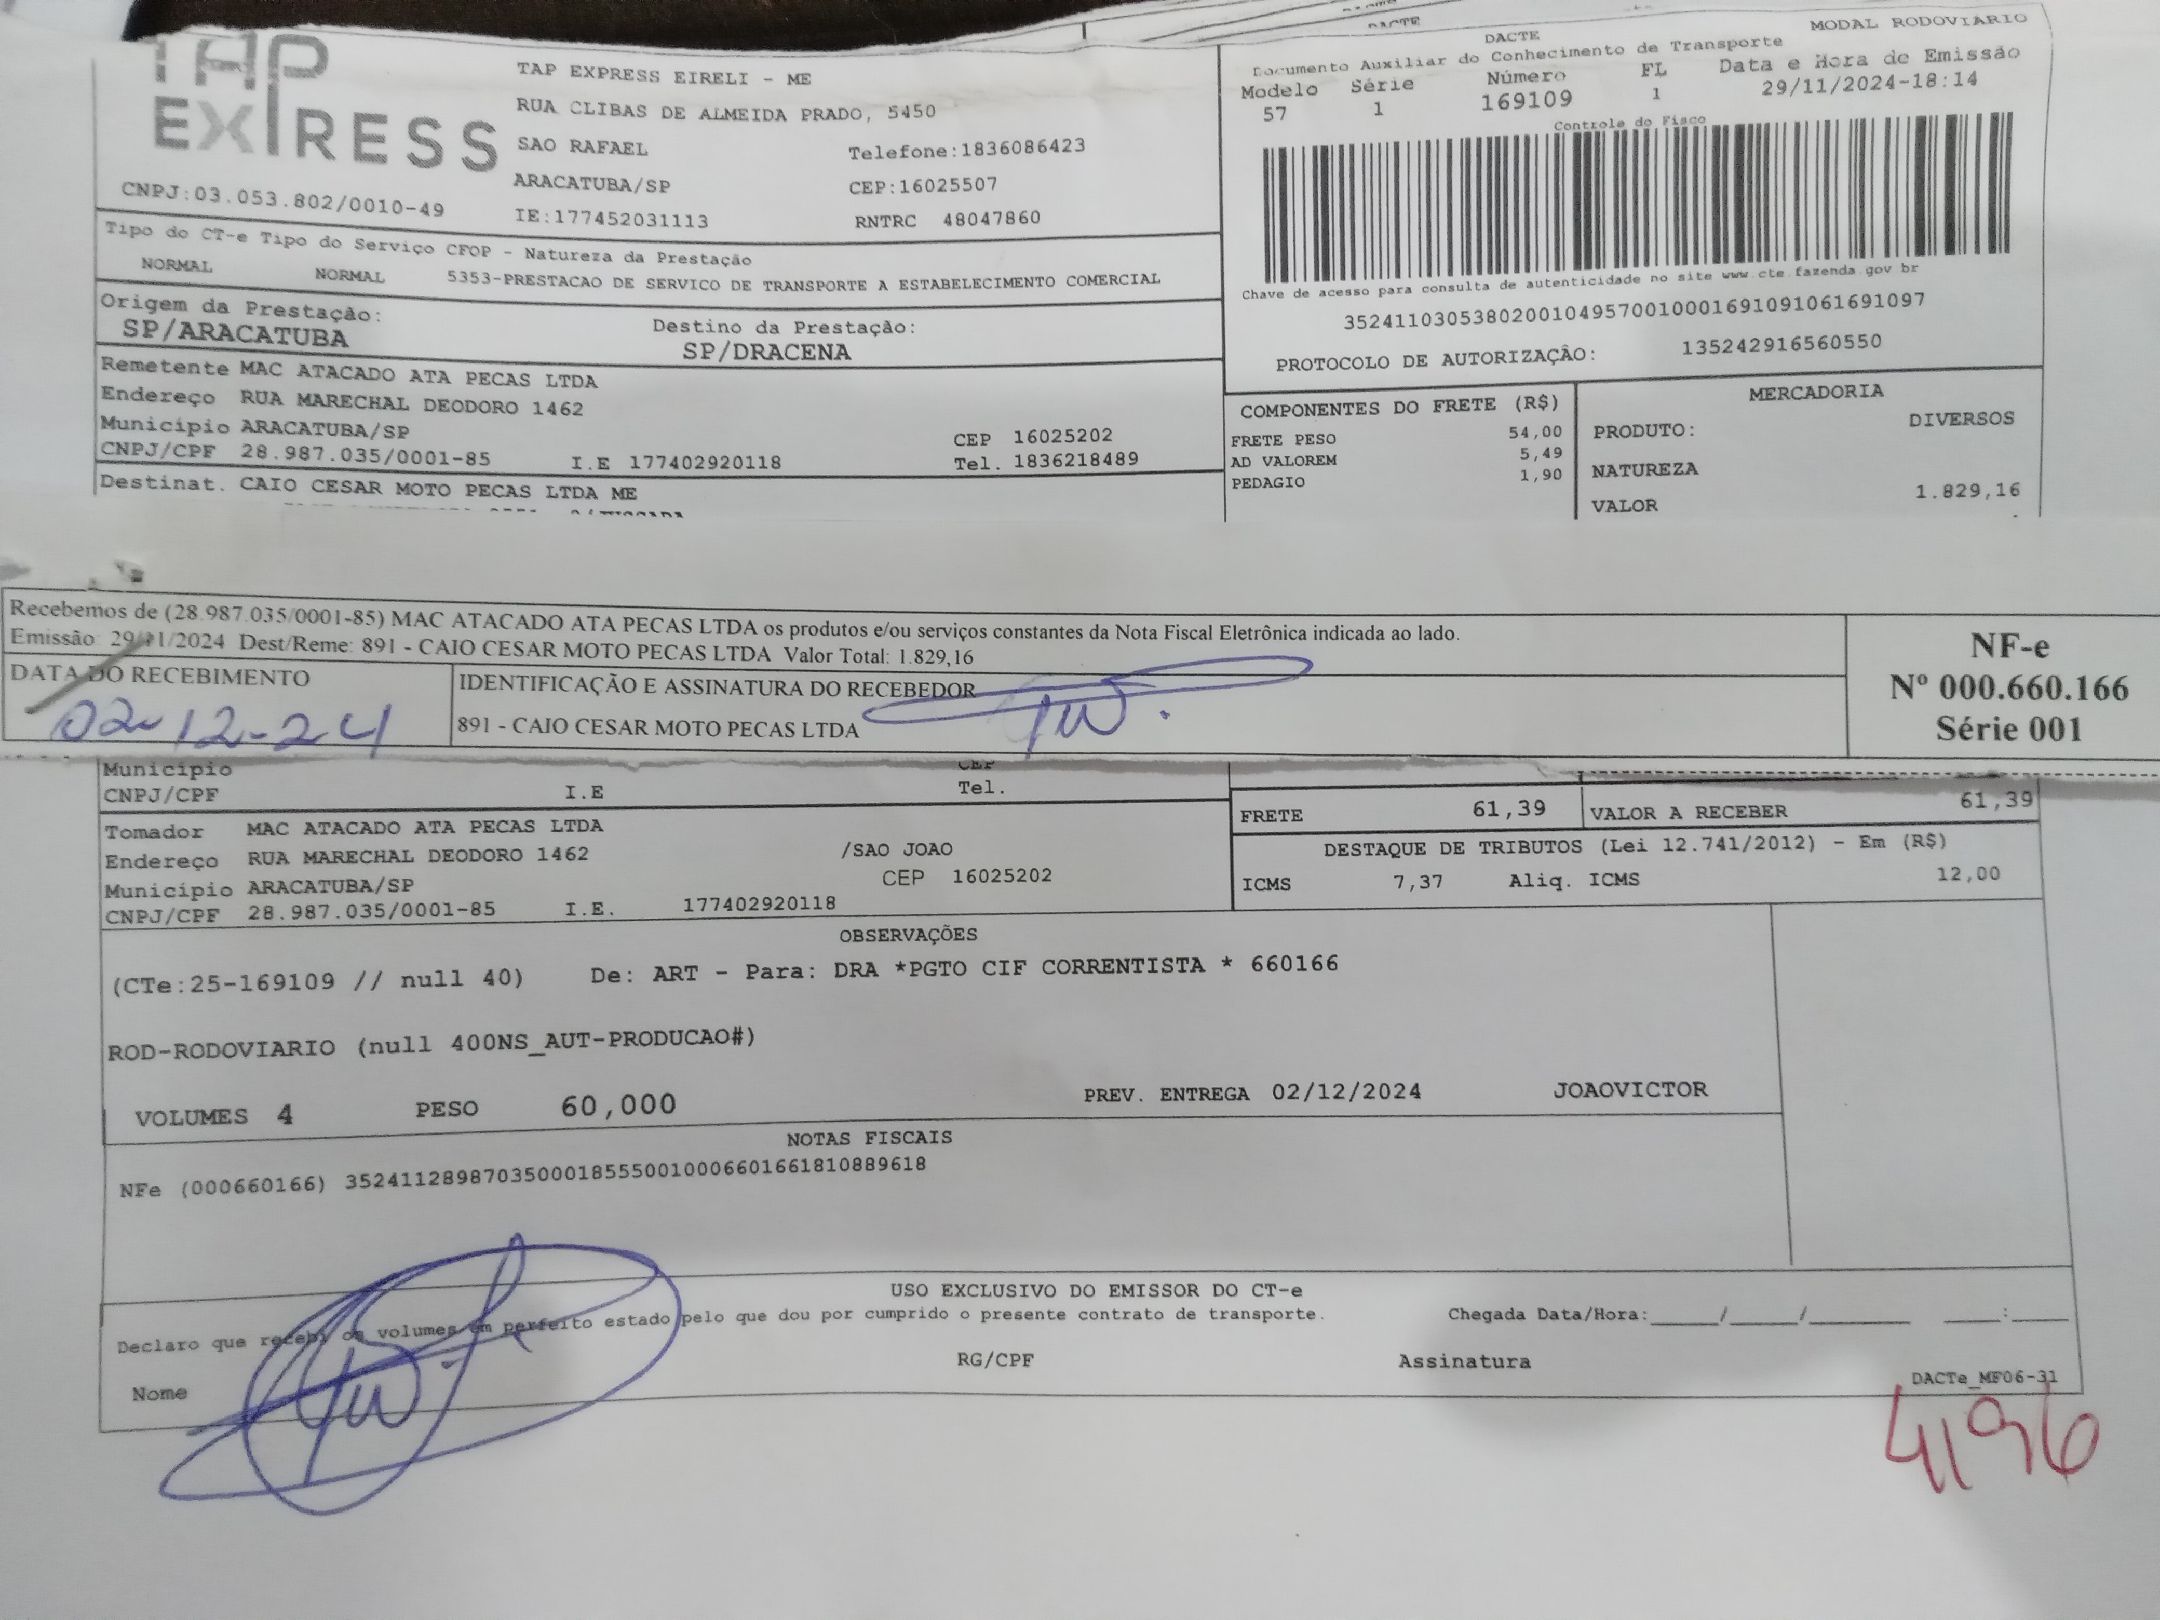 DACTE
TAP EXPRESS
TAP EXPRESS EIRELI - ME
RUA CLIBAS DE ALMEIDA PRADO, 5450
SAO RAFAEL Telefone:1836086423
ARACATUBA/SP CEP:16025507
CNPJ:03.053.802/0010-49 IE:177452031113 RNTRC 48047860
MODAL RODOVIARIO
DACTE
Documento Auxiliar do Conhecimento de Transporte
Modelo Série Número FL Data e Hora de Emissão
57 1 169109 1 29/11/2024-18:14
Controle do Fisco
Chave de acesso para consulta de autenticidade no site www.cte.fazenda.gov br
35241103053802001049570010001691091061691097
PROTOCOLO DE AUTORIZAÇÃO: 135242916560550
Tipo do CT-e Tipo do Serviço CFOP - Natureza da Prestação
NORMAL NORMAL 5353-PRESTACAO DE SERVICO DE TRANSPORTE A ESTABELECIMENTO COMERCIAL
Origem da Prestação: Destino da Prestação:
SP/ARACATUBA SP/DRACENA
Remetente MAC ATACADO ATA PECAS LTDA
Endereço RUA MARECHAL DEODORO 1462
Município ARACATUBA/SP CEP 16025202
CNPJ/CPF 28.987.035/0001-85 I.E 177402920118 Tel. 1836218489
Destinat. CAIO CESAR MOTO PECAS LTDA ME
COMPONENTES DO FRETE (R$)
FRETE PESO 54,00
AD VALOREM 5,49
PEDAGIO 1,90
MERCADORIA
PRODUTO: DIVERSOS
NATUREZA
VALOR 1.829,16
Recebemos de (28.987.035/0001-85) MAC ATACADO ATA PECAS LTDA os produtos e/ou serviços constantes da Nota Fiscal Eletrônica indicada ao lado.
Emissão: 29/11/2024 Dest/Reme: 891 - CAIO CESAR MOTO PECAS LTDA Valor Total: 1.829,16
DATA DO RECEBIMENTO IDENTIFICAÇÃO E ASSINATURA DO RECEBEDOR
02-12-24 891 - CAIO CESAR MOTO PECAS LTDA
NF-e
Nº 000.660.166
Série 001
Município CEP
CNPJ/CPF I.E Tel.
Tomador MAC ATACADO ATA PECAS LTDA
Endereço RUA MARECHAL DEODORO 1462 /SAO JOAO
Município ARACATUBA/SP CEP 16025202
CNPJ/CPF 28.987.035/0001-85 I.E. 177402920118
FRETE 61,39 VALOR A RECEBER 61,39
DESTAQUE DE TRIBUTOS (Lei 12.741/2012) - Em (R$)
ICMS 7,37 Aliq. ICMS 12,00
OBSERVAÇÕES
(CTe:25-169109 // null 40) De: ART - Para: DRA *PGTO CIF CORRENTISTA * 660166
ROD-RODOVIARIO (null 400NS_AUT-PRODUCAO#)
VOLUMES 4 PESO 60,000 PREV. ENTREGA 02/12/2024 JOAOVICTOR
NOTAS FISCAIS
NFe (000660166) 35241128987035000185550010006601661810889618
USO EXCLUSIVO DO EMISSOR DO CT-e
Declaro que recebi os volumes em perfeito estado pelo que dou por cumprido o presente contrato de transporte. Chegada Data/Hora:_____/_____/_________ _____:_____
Nome RG/CPF Assinatura
DACTe_MF06-31
4196